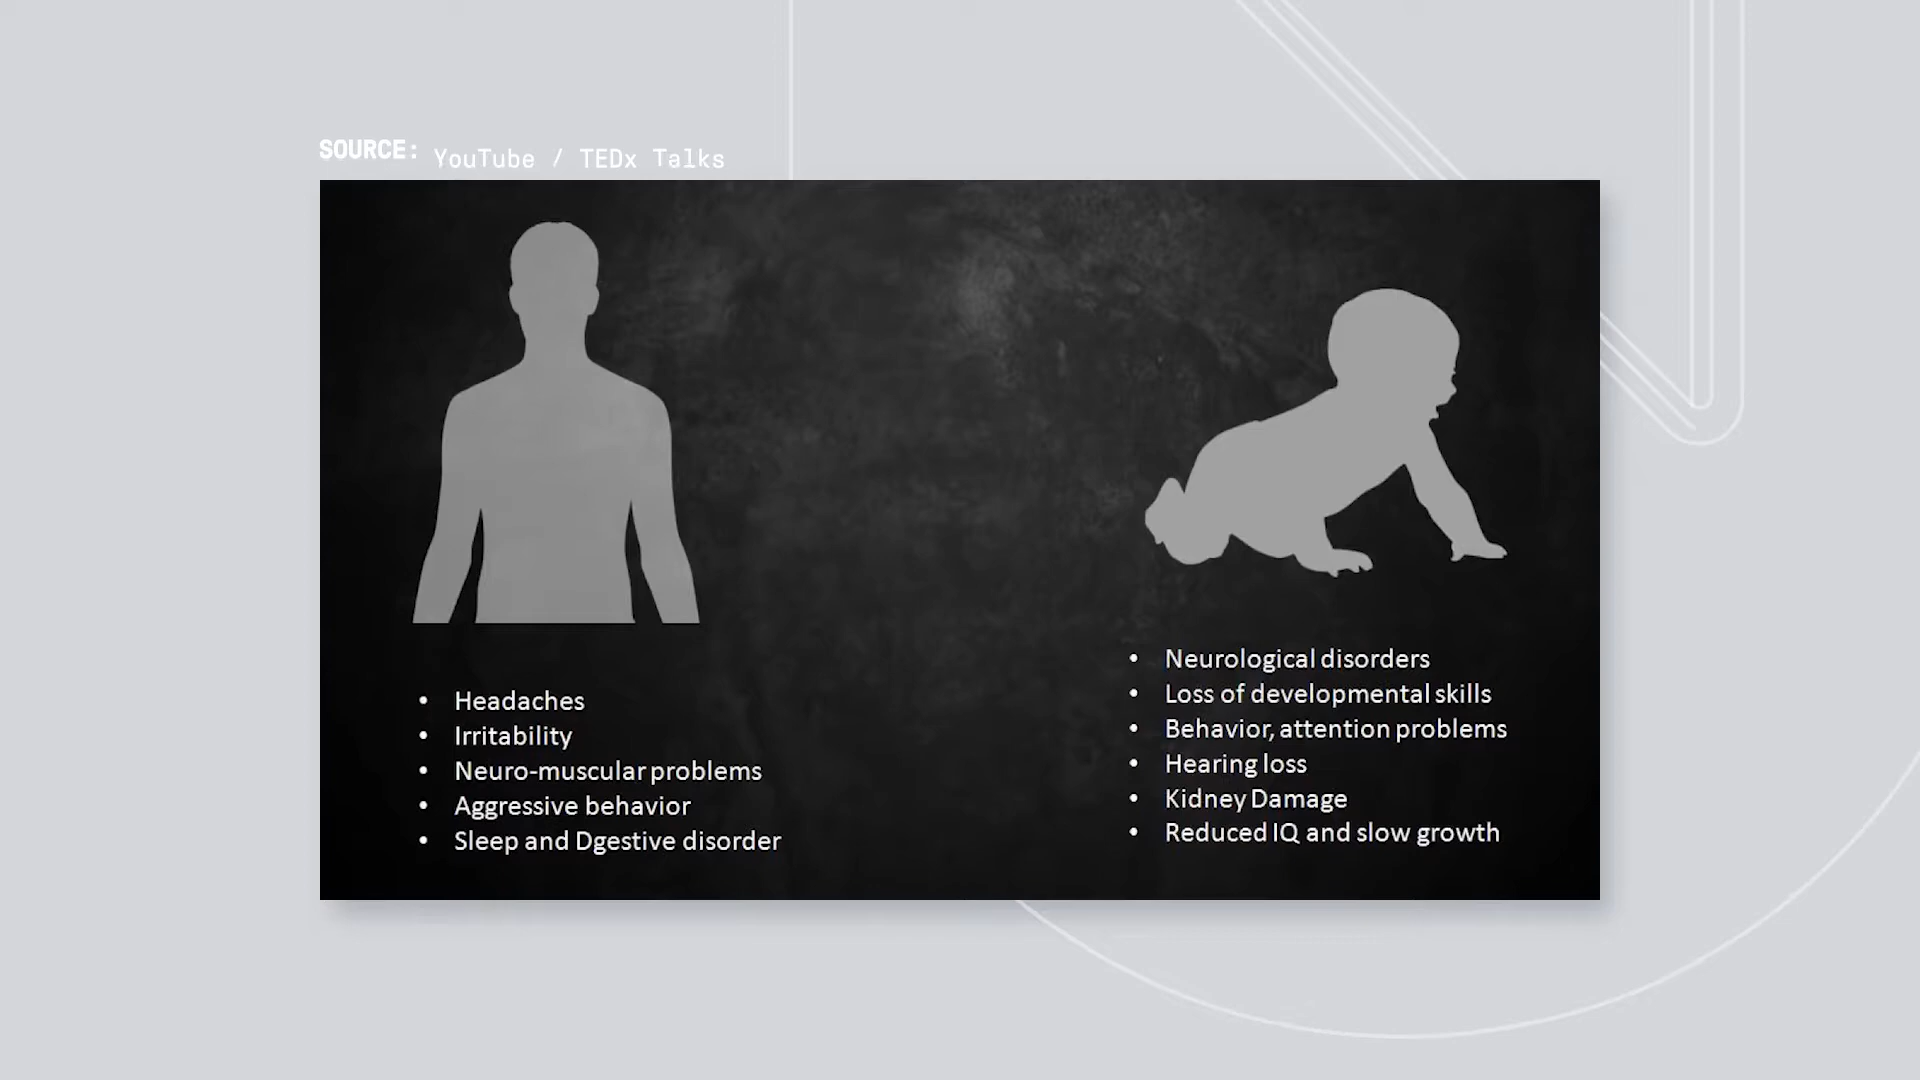 SOURCE: YouTube / TEDx Talks
• Headaches
• Irritability
• Neuro-muscular problems
• Aggressive behavior
• Sleep and Dgestive disorder
• Neurological disorders
• Loss of developmental skills
• Behavior, attention problems
• Hearing loss
• Kidney Damage
• Reduced IQ and slow growth